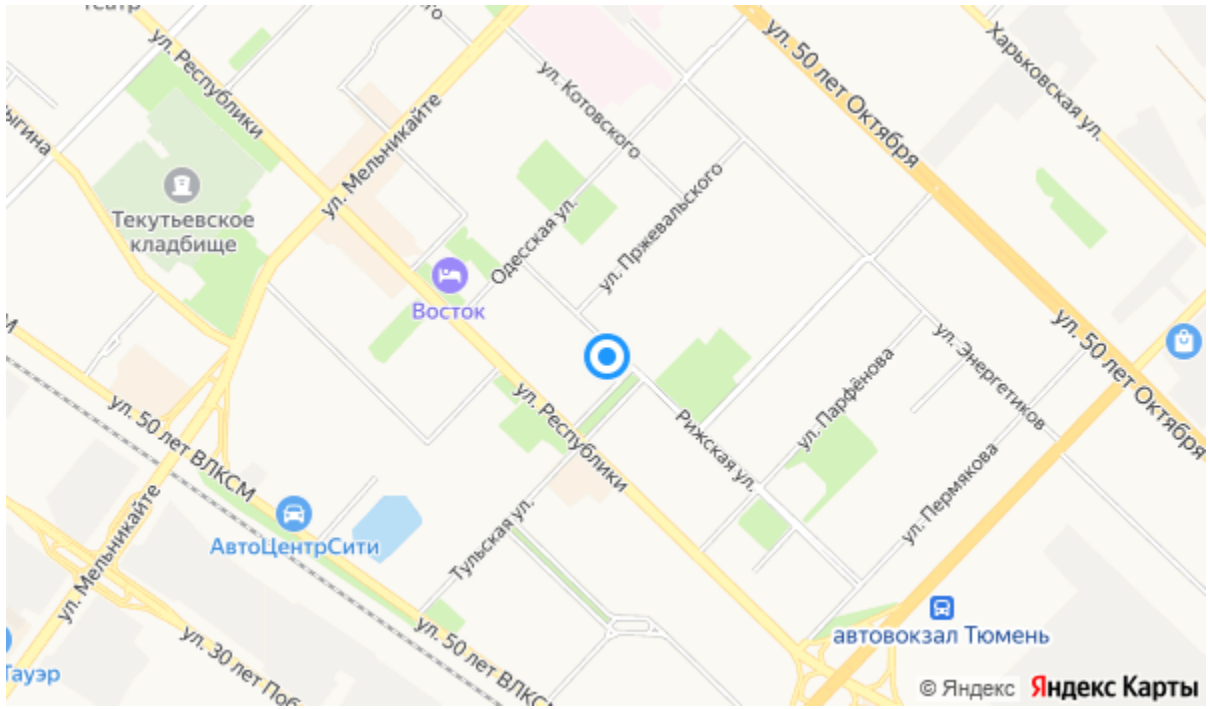 Театр
ул. Республики
ул. Котовского
ул. 50 лет Октября
Харьковская ул.
ул. Мельникайте
Текутьевское
кладбище
Одесская ул.
ул. Пржевальского
Восток
ул. 50 лет Октября
ул. Энергетиков
ул. Парфёнова
ул. Республики
Рижская ул.
ул. Пермякова
ул. 50 лет ВЛКСМ
АвтоЦентрСити
Тульская ул.
ул. Мельникайте
автовокзал Тюмень
ул. 50 лет ВЛКСМ
ул. 30 лет Поб
Тауэр
© Яндекс Яндекс Карты